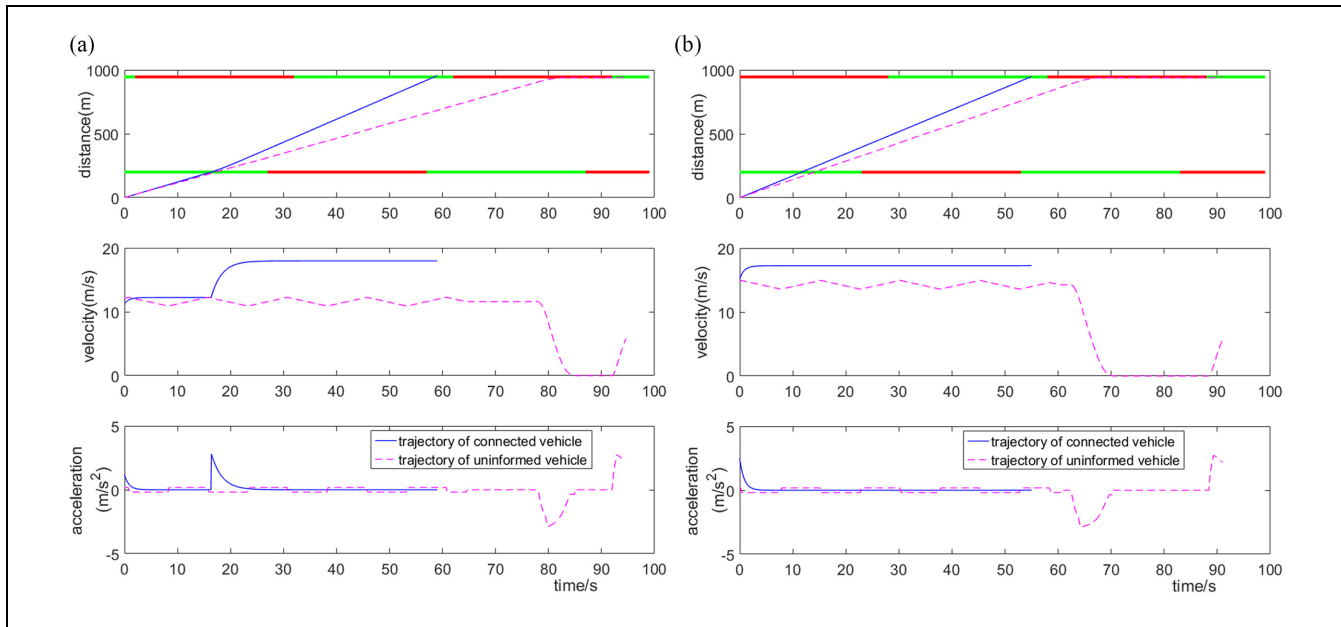 (a)
1000
500
0
distance(m)
0 10 20 30 40 50 60 70 80 90 100
20
10
0
velocity(m/s)
0 10 20 30 40 50 60 70 80 90 100
5
0
-5
acceleration
(m/s²)
trajectory of connected vehicle
trajectory of uninformed vehicle
0 10 20 30 40 50 60 70 80 90 100
time/s
(b)
1000
500
0
distance(m)
0 10 20 30 40 50 60 70 80 90 100
20
10
0
velocity(m/s)
0 10 20 30 40 50 60 70 80 90 100
5
0
-5
acceleration
(m/s²)
trajectory of connected vehicle
trajectory of uninformed vehicle
0 10 20 30 40 50 60 70 80 90 100
time/s